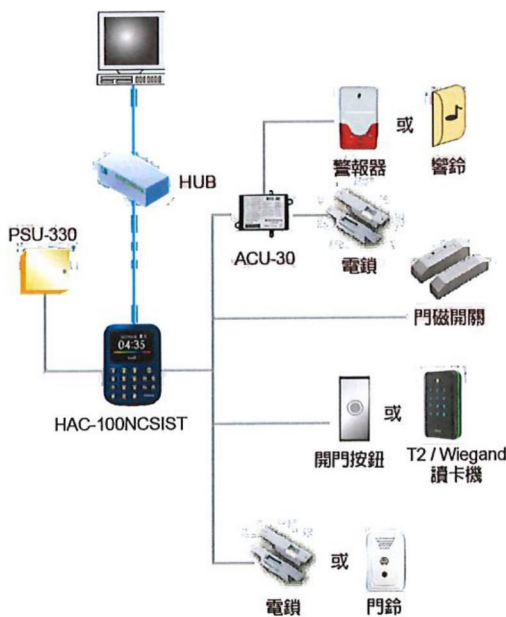 HUB
警報器
或
響鈴
PSU-330
ACU-30
電鎖
門磁開關
04:35
HAC-100NCSIST
開門按鈕
或
T2 / Wiegand
讀卡機
電鎖
或
門鈴